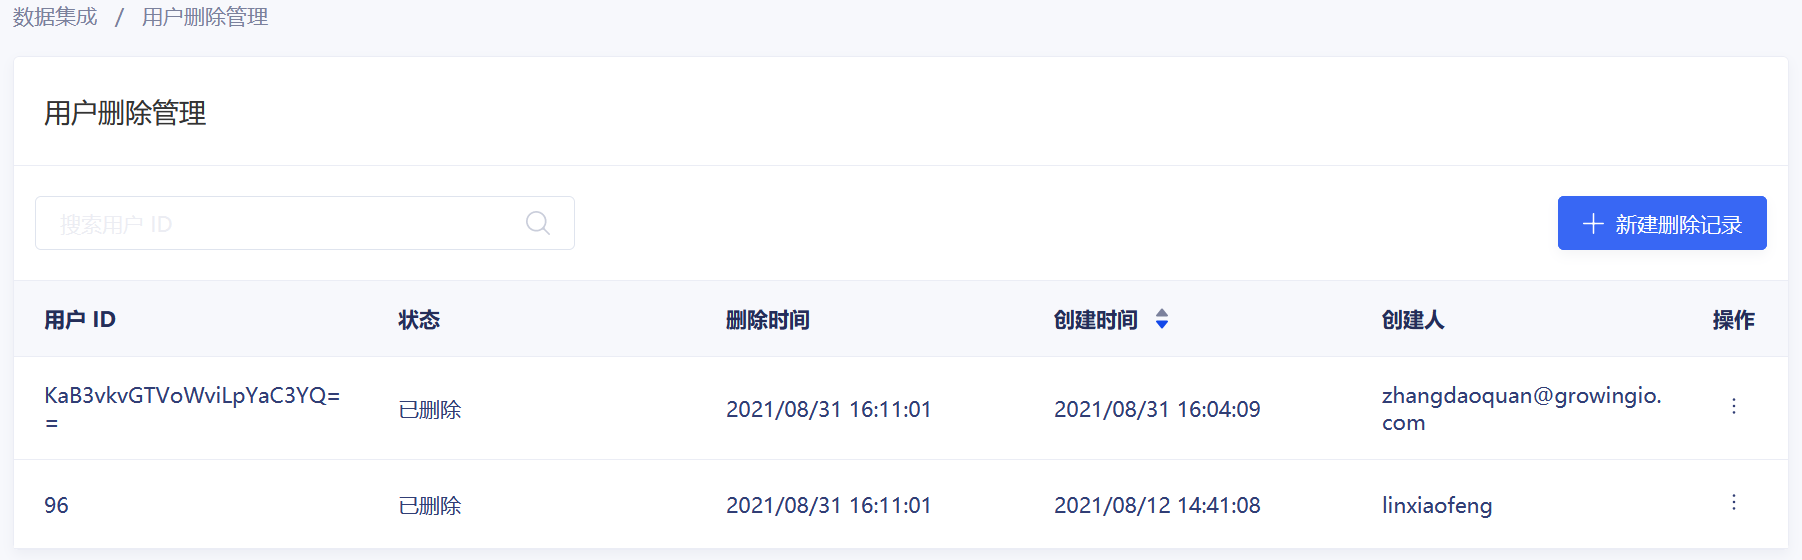 数据集成 / 用户删除管理
用户删除管理
搜索用户 ID
新建删除记录
用户 ID 状态 删除时间 创建时间 创建人 操作
KaB3vkvGTVoWviLpYaC3YQ=
= 已删除 2021/08/31 16:11:01 2021/08/31 16:04:09 zhangdaoquan@growingio.
com
96 已删除 2021/08/31 16:11:01 2021/08/12 14:41:08 linxiaofeng